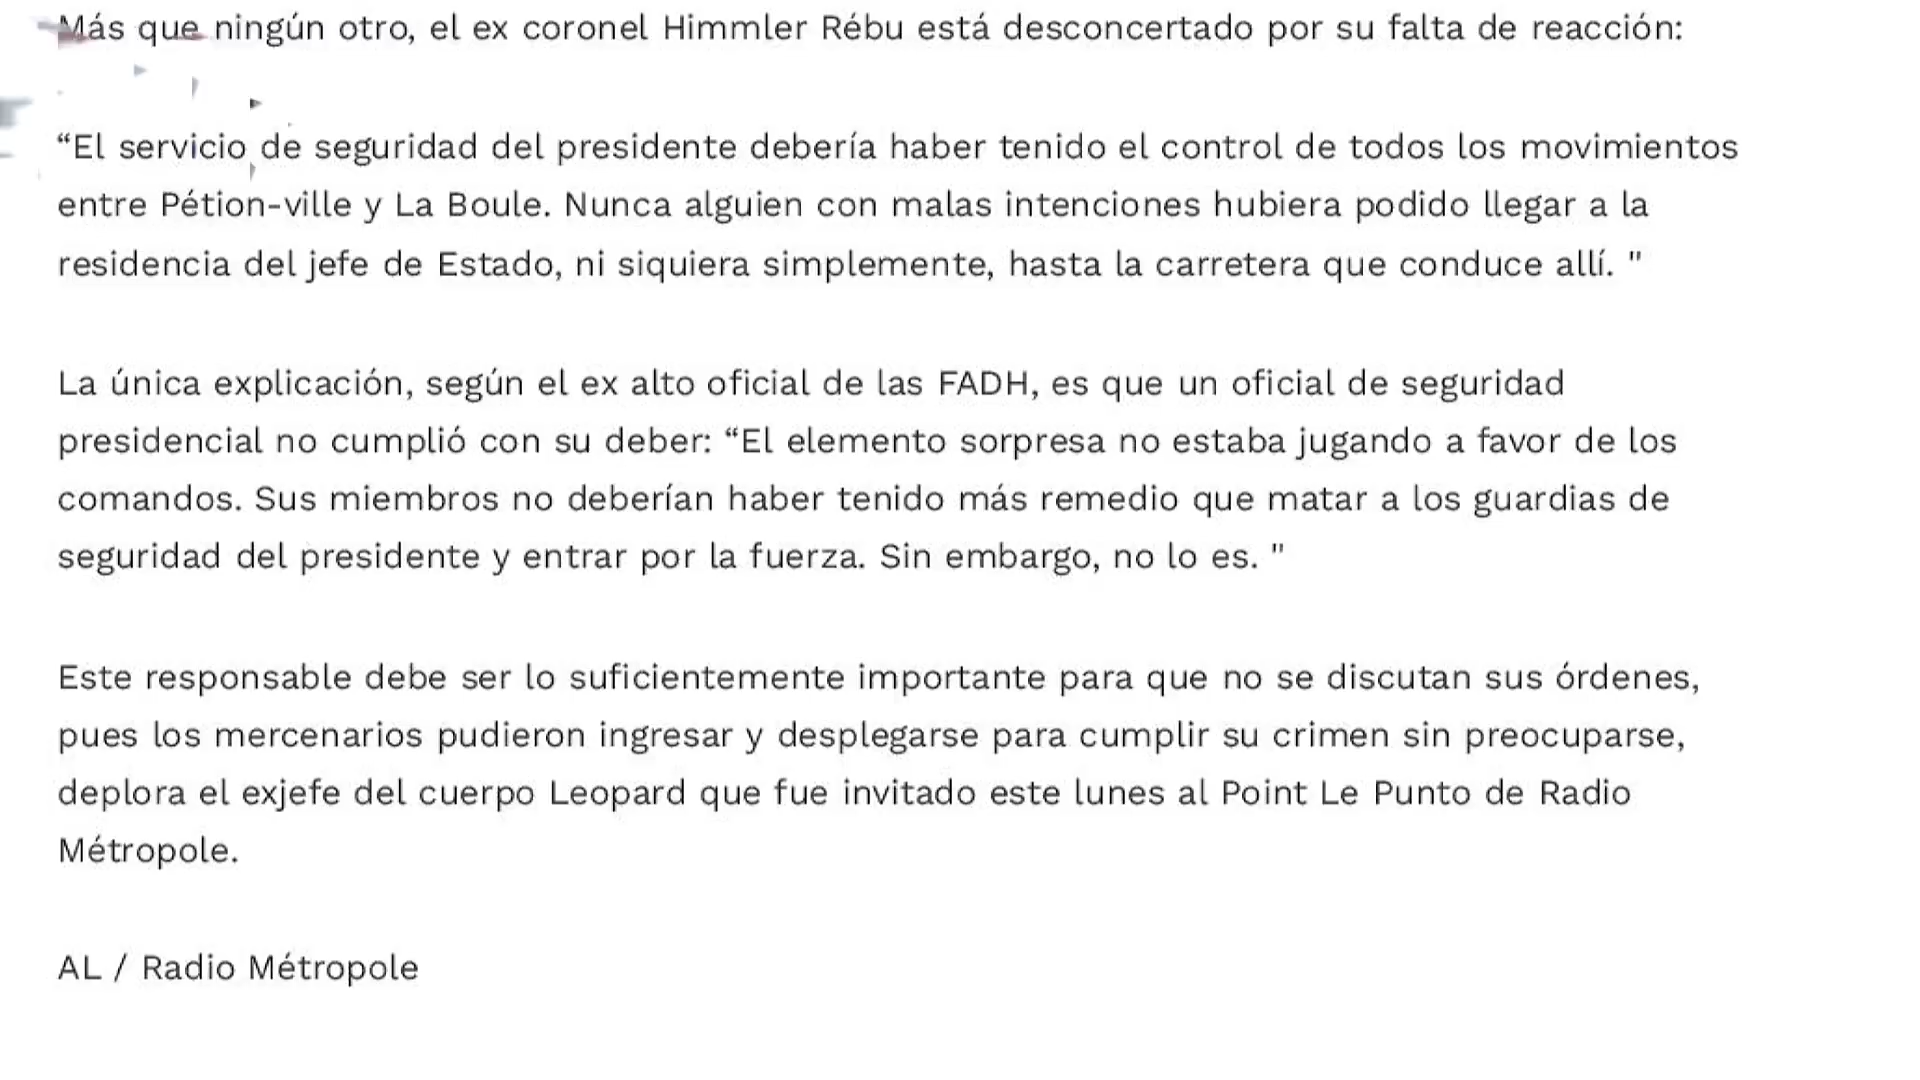 Más que ningún otro, el ex coronel Himmler Rébu está desconcertado por su falta de reacción:
“El servicio de seguridad del presidente debería haber tenido el control de todos los movimientos
entre Pétion-ville y La Boule. Nunca alguien con malas intenciones hubiera podido llegar a la
residencia del jefe de Estado, ni siquiera simplemente, hasta la carretera que conduce allí. "
La única explicación, según el ex alto oficial de las FADH, es que un oficial de seguridad
presidencial no cumplió con su deber: “El elemento sorpresa no estaba jugando a favor de los
comandos. Sus miembros no deberían haber tenido más remedio que matar a los guardias de
seguridad del presidente y entrar por la fuerza. Sin embargo, no lo es. "
Este responsable debe ser lo suficientemente importante para que no se discutan sus órdenes,
pues los mercenarios pudieron ingresar y desplegarse para cumplir su crimen sin preocuparse,
deplora el exjefe del cuerpo Leopard que fue invitado este lunes al Point Le Punto de Radio
Métropole.
AL / Radio Métropole